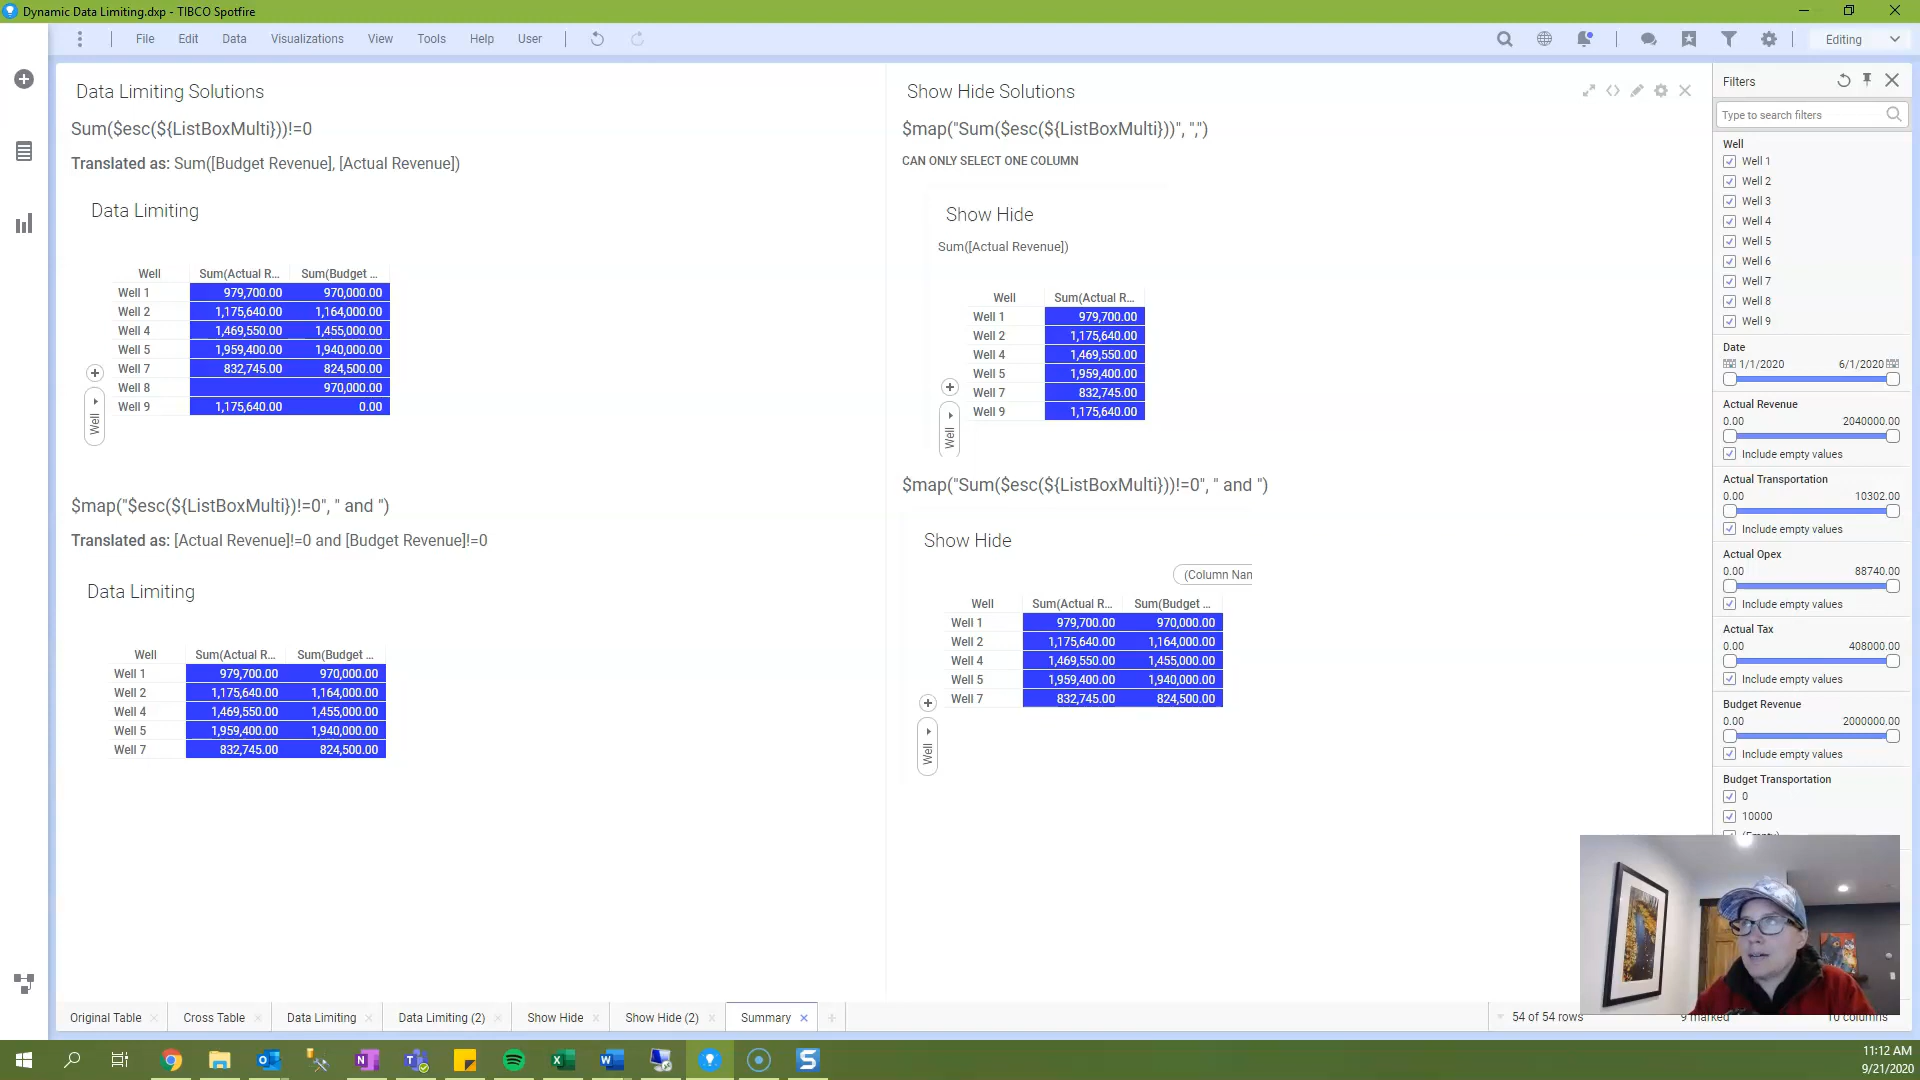 Dynamic Data Limiting.dxp - TIBCO Spotfire
File Edit Data Visualizations View Tools Help User Editing
Data Limiting Solutions
Sum($esc(${ListBoxMulti}))!=0
Translated as: Sum([Budget Revenue], [Actual Revenue])
Data Limiting
Well Sum(Actual R... Sum(Budget ...
Well 1 979,700.00 970,000.00
Well 2 1,175,640.00 1,164,000.00
Well 4 1,469,550.00 1,455,000.00
Well 5 1,959,400.00 1,940,000.00
Well 7 832,745.00 824,500.00
Well 8 970,000.00
Well 9 1,175,640.00 0.00
Well
$map("$esc(${ListBoxMulti})!=0", " and ")
Translated as: [Actual Revenue]!=0 and [Budget Revenue]!=0
Data Limiting
Well Sum(Actual R... Sum(Budget ...
Well 1 979,700.00 970,000.00
Well 2 1,175,640.00 1,164,000.00
Well 4 1,469,550.00 1,455,000.00
Well 5 1,959,400.00 1,940,000.00
Well 7 832,745.00 824,500.00
Show Hide Solutions
$map("Sum($esc(${ListBoxMulti}))", ",")
CAN ONLY SELECT ONE COLUMN
Show Hide
Sum([Actual Revenue])
Well Sum(Actual R...
Well 1 979,700.00
Well 2 1,175,640.00
Well 4 1,469,550.00
Well 5 1,959,400.00
Well 7 832,745.00
Well 9 1,175,640.00
Well
$map("Sum($esc(${ListBoxMulti}))!=0", " and ")
Show Hide
(Column Nan
Well Sum(Actual R... Sum(Budget ...
Well 1 979,700.00 970,000.00
Well 2 1,175,640.00 1,164,000.00
Well 4 1,469,550.00 1,455,000.00
Well 5 1,959,400.00 1,940,000.00
Well 7 832,745.00 824,500.00
Well
Filters
Type to search filters
Well
Well 1
Well 2
Well 3
Well 4
Well 5
Well 6
Well 7
Well 8
Well 9
Date
1/1/2020 6/1/2020
Actual Revenue
0.00 2040000.00
Include empty values
Actual Transportation
0.00 10302.00
Include empty values
Actual Opex
0.00 88740.00
Include empty values
Actual Tax
0.00 408000.00
Include empty values
Budget Revenue
0.00 2000000.00
Include empty values
Budget Transportation
0
10000
(Empty)
Original Table Cross Table Data Limiting Data Limiting (2) Show Hide Show Hide (2) Summary
54 of 54 rows 9 marked 10 columns
11:12 AM
9/21/2020